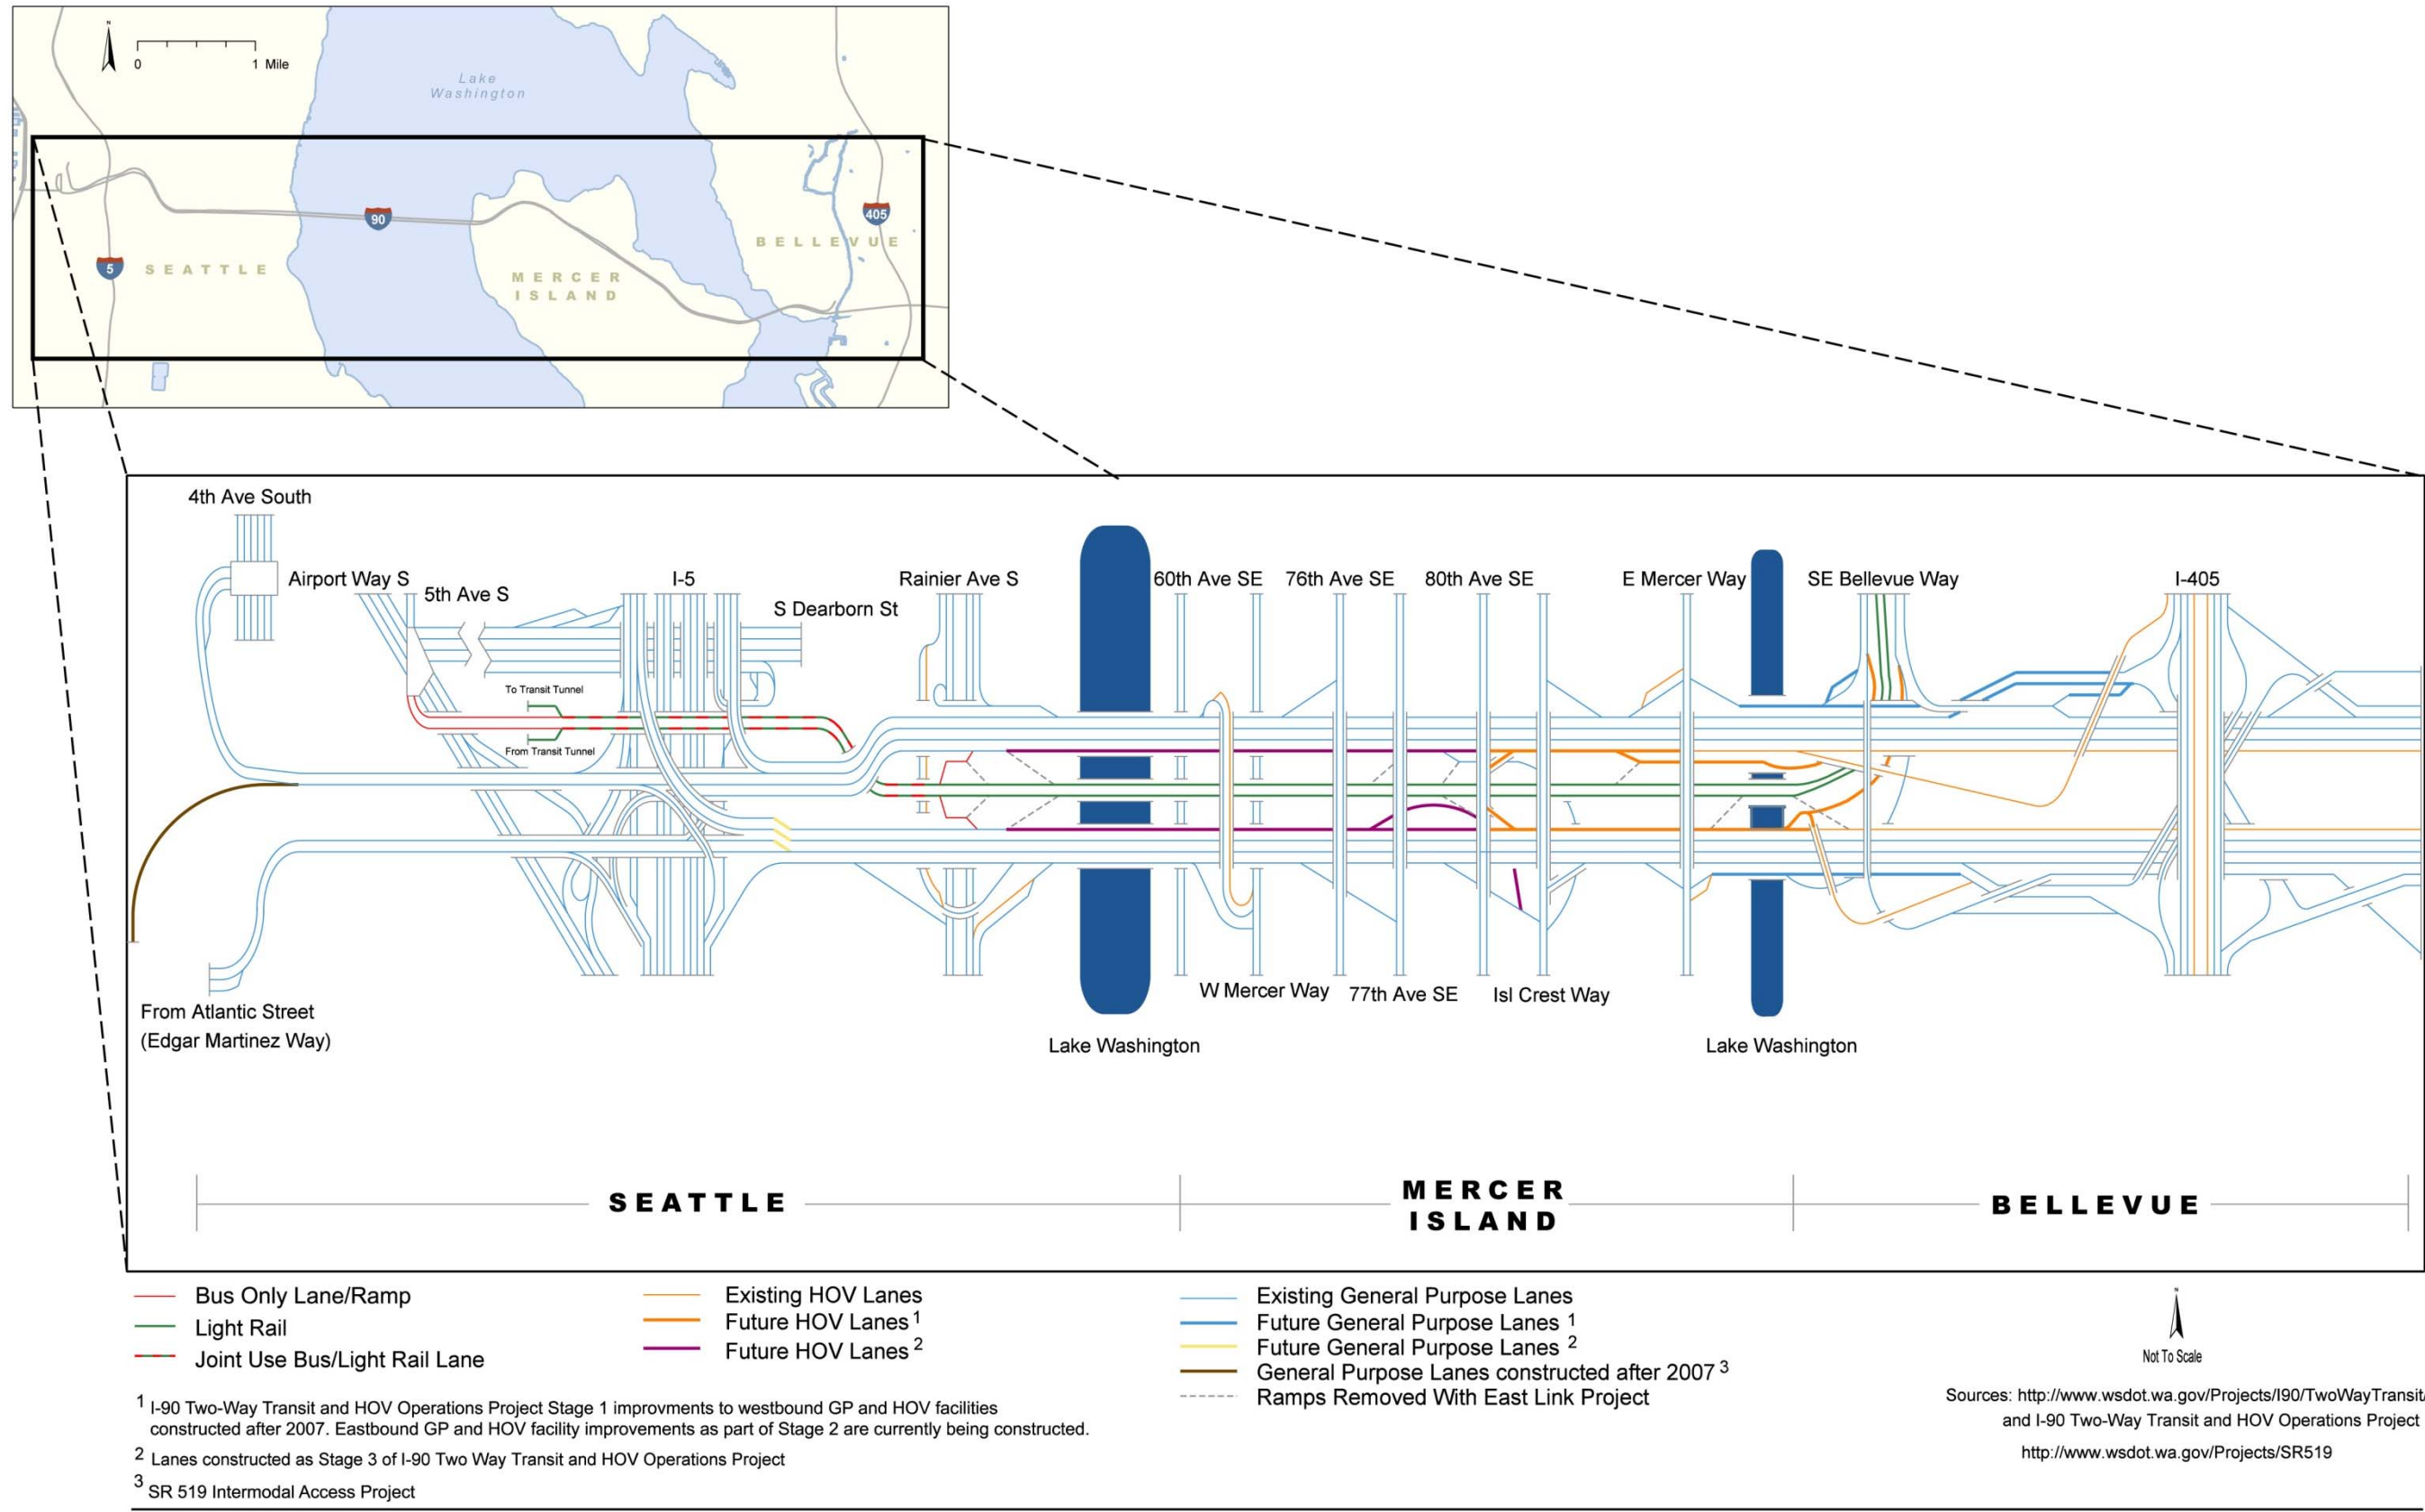 N
0 1 Mile
Lake
Washington
90
405
5
SEATTLE
BELLEVUE
MERCER
ISLAND
4th Ave South
Airport Way S
5th Ave S
I-5
S Dearborn St
Rainier Ave S
60th Ave SE
76th Ave SE
80th Ave SE
E Mercer Way
SE Bellevue Way
I-405
To Transit Tunnel
From Transit Tunnel
W Mercer Way
77th Ave SE
Isl Crest Way
From Atlantic Street
(Edgar Martinez Way)
Lake Washington
Lake Washington
SEATTLE
MERCER
ISLAND
BELLEVUE
Bus Only Lane/Ramp
Light Rail
Joint Use Bus/Light Rail Lane
Existing HOV Lanes
Future HOV Lanes 1
Future HOV Lanes 2
Existing General Purpose Lanes
Future General Purpose Lanes 1
Future General Purpose Lanes 2
General Purpose Lanes constructed after 2007 3
Ramps Removed With East Link Project
N
Not To Scale
1 I-90 Two-Way Transit and HOV Operations Project Stage 1 improvments to westbound GP and HOV facilities
constructed after 2007. Eastbound GP and HOV facility improvements as part of Stage 2 are currently being constructed.
2 Lanes constructed as Stage 3 of I-90 Two Way Transit and HOV Operations Project
3 SR 519 Intermodal Access Project
Sources: http://www.wsdot.wa.gov/Projects/I90/TwoWayTransit/
and I-90 Two-Way Transit and HOV Operations Project
http://www.wsdot.wa.gov/Projects/SR519